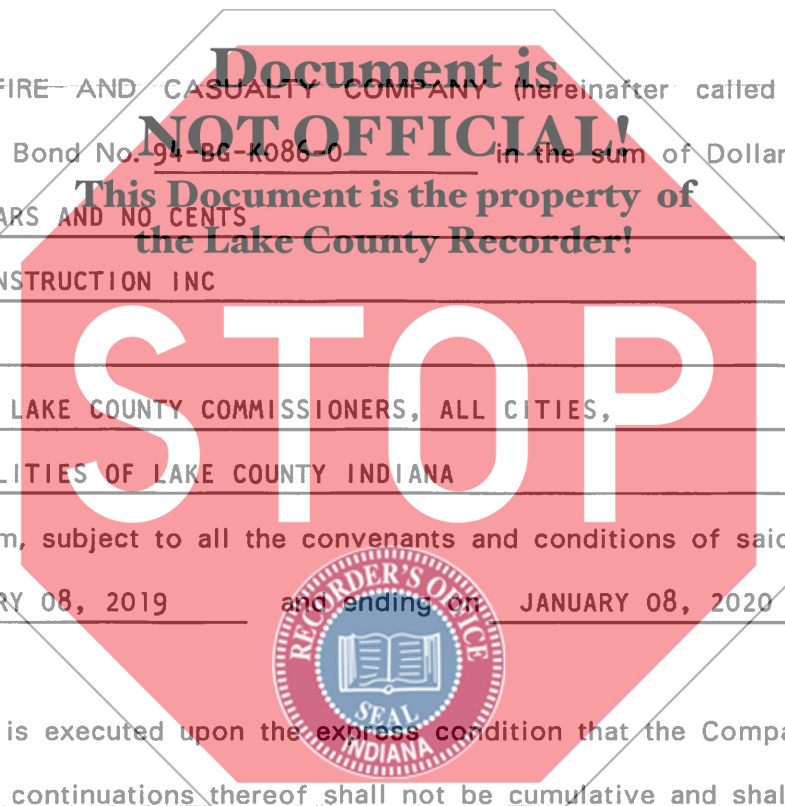 Document is
FIRE AND CASUALTY COMPANY (hereinafter called
NOT OFFICIAL!
Bond No. 94-BG-K086-0 in the sum of Dollar
This Document is the property of
ARS AND NO CENTS
the Lake County Recorder!
NSTRUCTION INC
STOP
LAKE COUNTY COMMISSIONERS, ALL CITIES,
LITIES OF LAKE COUNTY INDIANA
m, subject to all the convenants and conditions of said
RY 08, 2019 and ending on JANUARY 08, 2020
RECORDER'S OFFICE
SEAL
INDIANA
is executed upon the express condition that the Compa
continuations thereof shall not be cumulative and shal